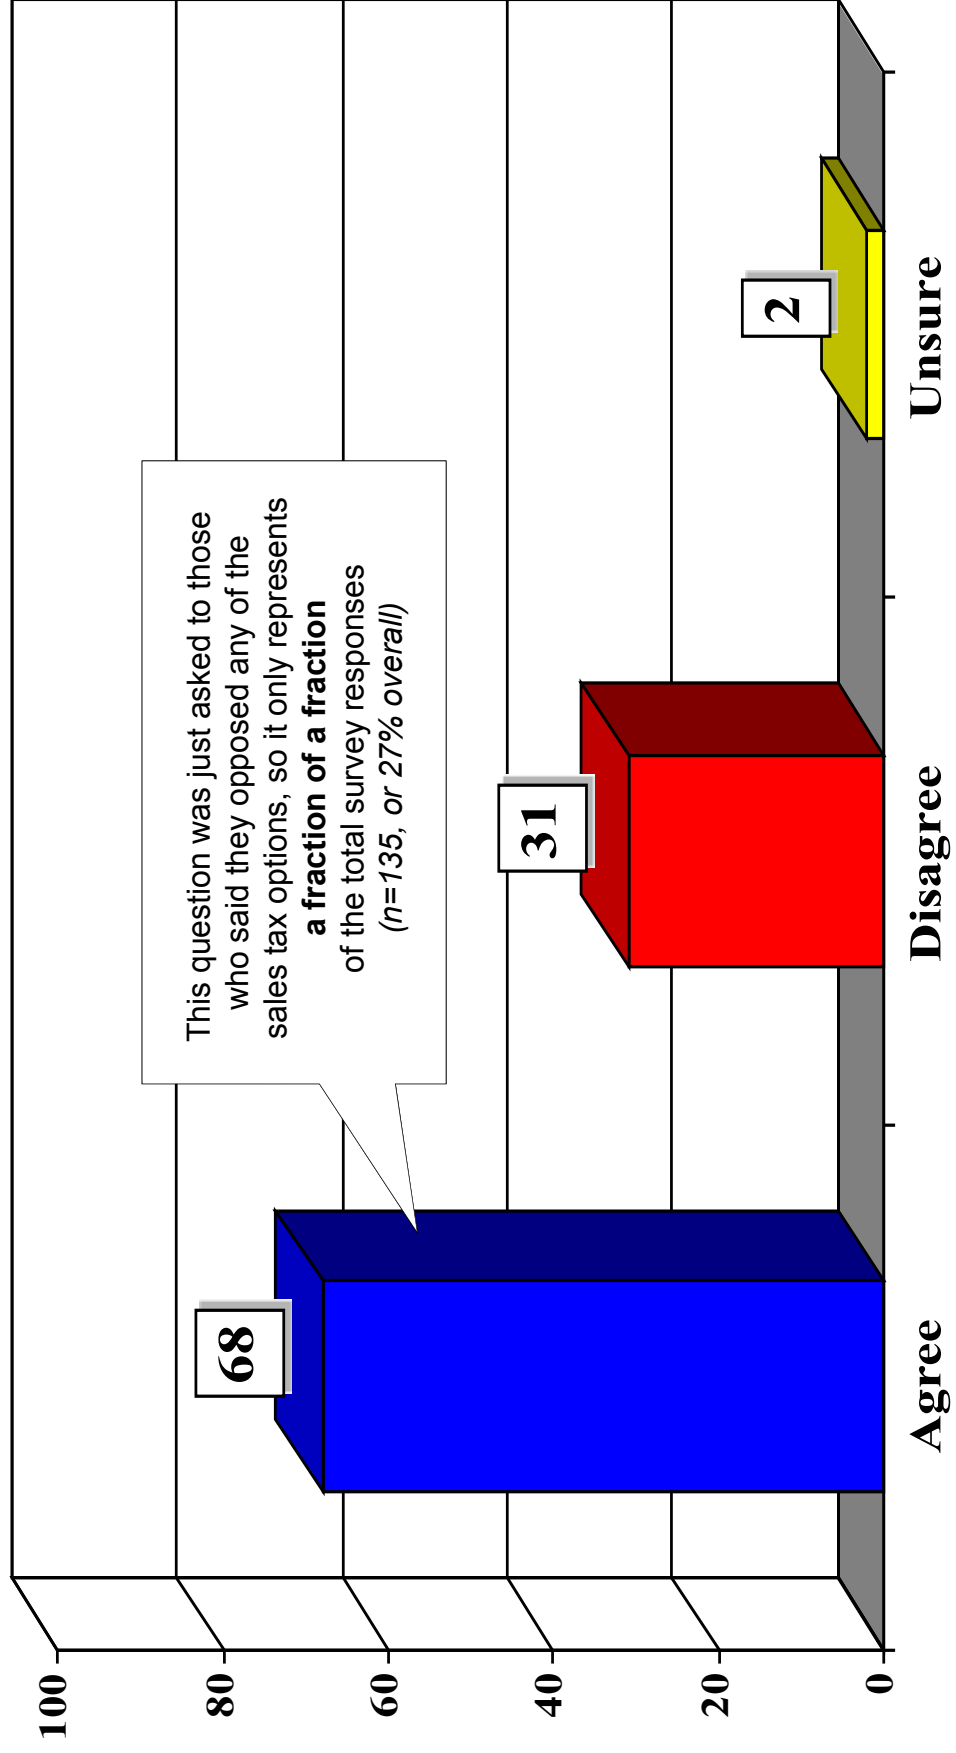 100
80
60
40
20
0
68
31
2
This question was just asked to those
who said they opposed any of the
sales tax options, so it only represents
a fraction of a fraction
of the total survey responses
(n=135, or 27% overall)
Agree
Disagree
Unsure